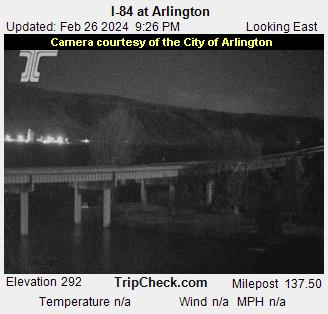 I-84 at Arlington
Updated: Feb 26 2024 9:26 PM Looking East
Camera courtesy of the City of Arlington
Elevation 292 TripCheck.com Milepost 137.50
Temperature n/a Wind n/a MPH n/a